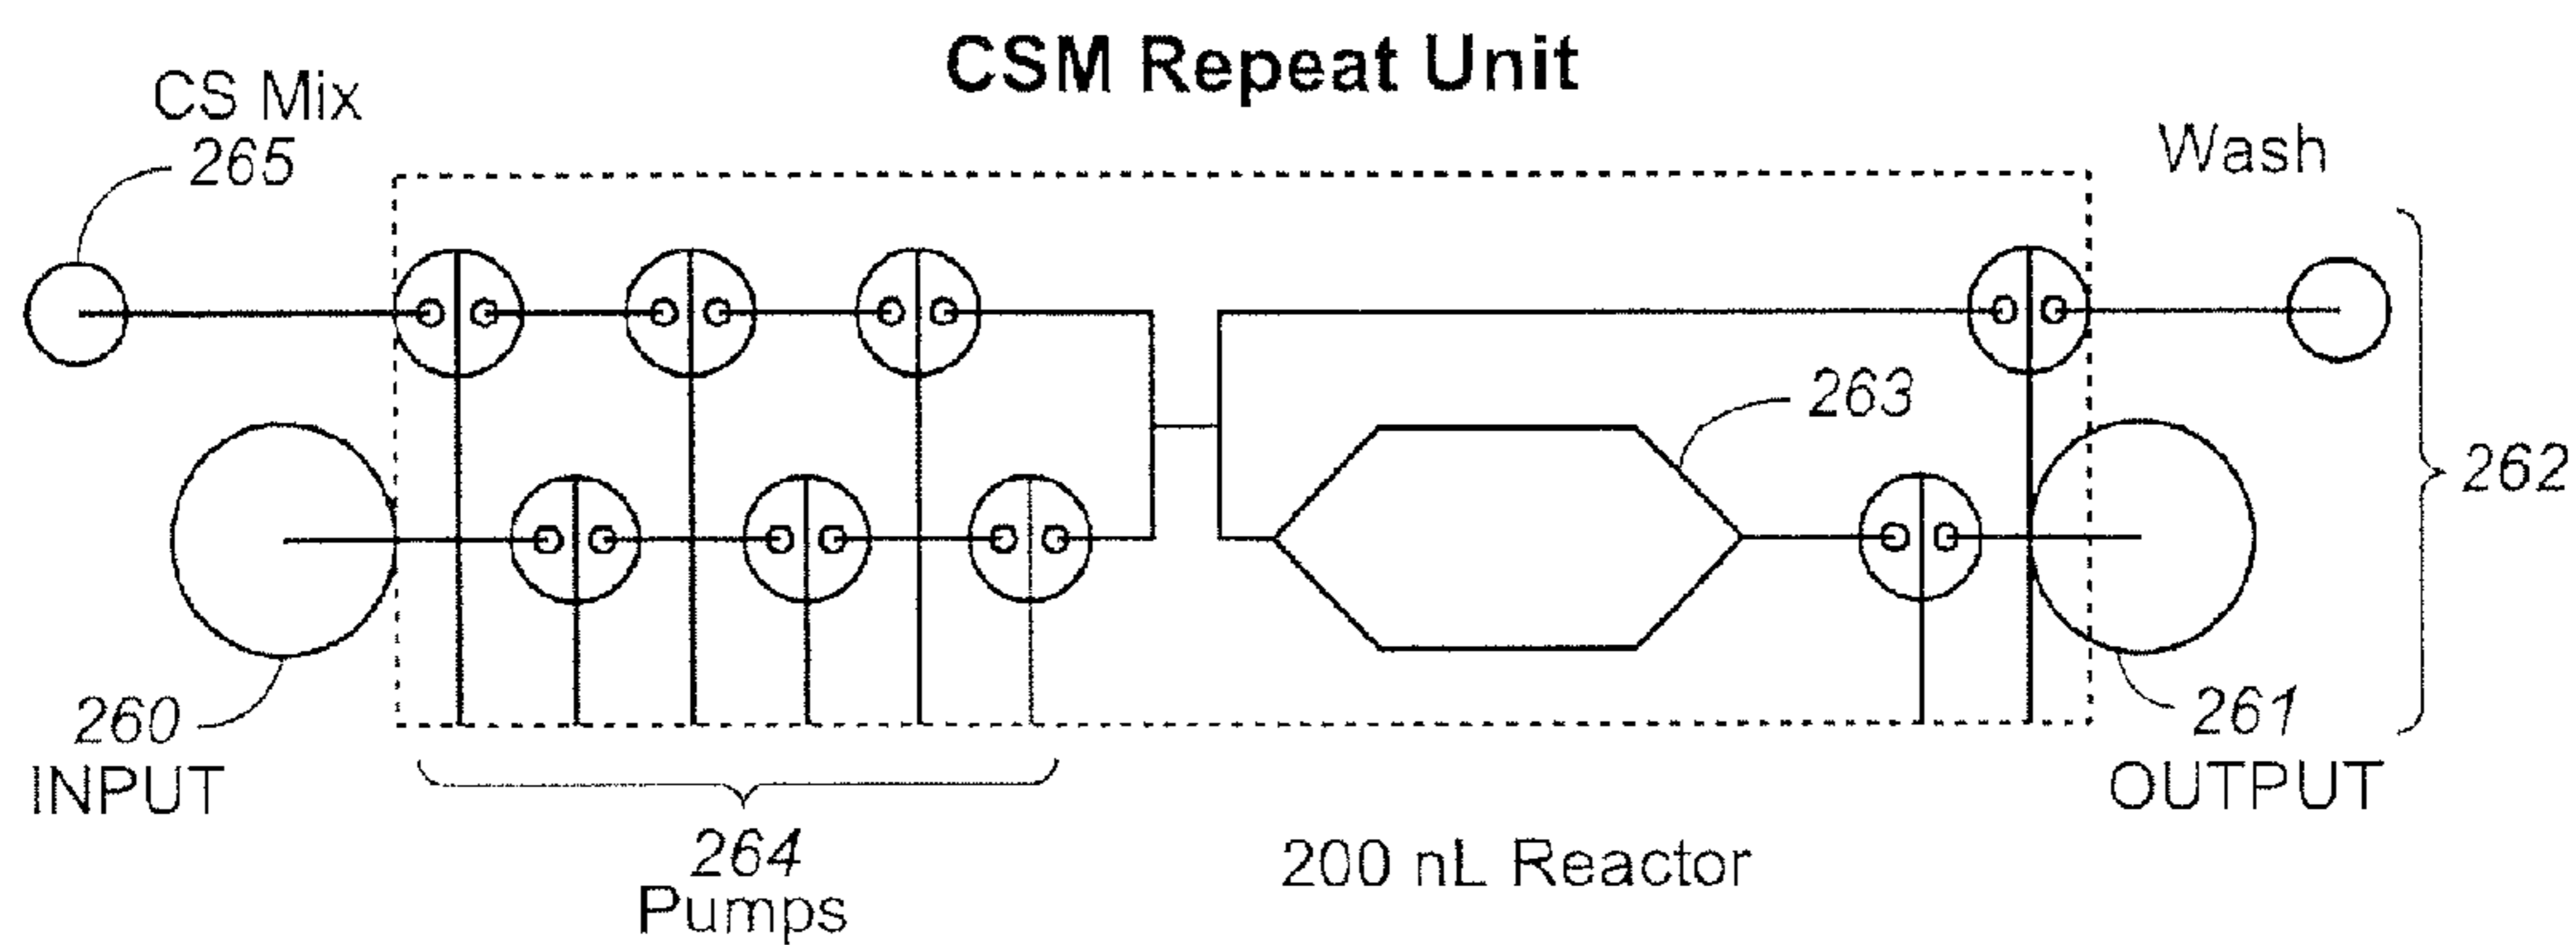 CSM Repeat Unit
CS Mix
265
Wash
263
262
260
INPUT
261
OUTPUT
264
Pumps
200 nL Reactor